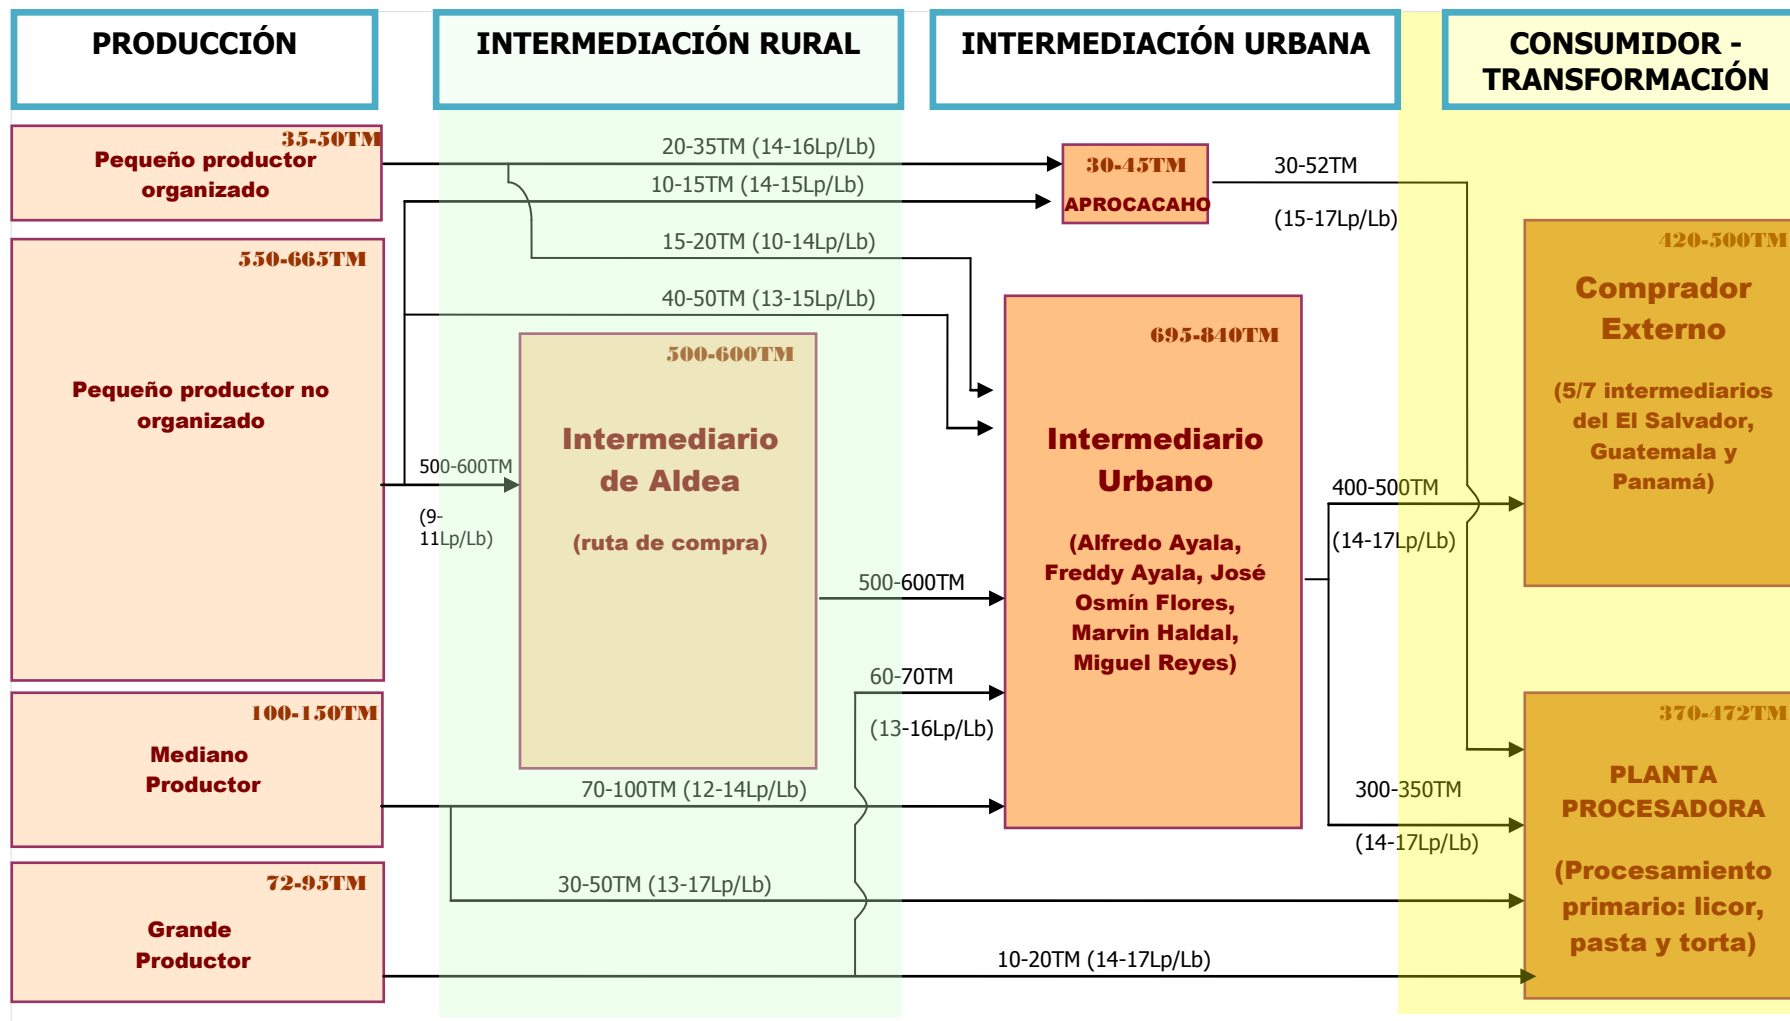 PRODUCCIÓN
INTERMEDIACIÓN RURAL
INTERMEDIACIÓN URBANA
CONSUMIDOR -
TRANSFORMACIÓN
35-50TM
Pequeño productor
organizado
20-35TM (14-16Lp/Lb)
10-15TM (14-15Lp/Lb)
15-20TM (10-14Lp/Lb)
40-50TM (13-15Lp/Lb)
30-45TM
APROCACAHO
30-52TM
(15-17Lp/Lb)
550-665TM
Pequeño productor no
organizado
500-600TM
(9-
11Lp/Lb)
500-600TM
Intermediario
de Aldea
(ruta de compra)
500-600TM
60-70TM
(13-16Lp/Lb)
695-840TM
Intermediario
Urbano
(Alfredo Ayala,
Freddy Ayala, José
Osmín Flores,
Marvin Haldal,
Miguel Reyes)
420-500TM
Comprador
Externo
(5/7 intermediarios
del El Salvador,
Guatemala y
Panamá)
400-500TM
(14-17Lp/Lb)
300-350TM
(14-17Lp/Lb)
100-150TM
Mediano
Productor
70-100TM (12-14Lp/Lb)
30-50TM (13-17Lp/Lb)
72-95TM
Grande
Productor
10-20TM (14-17Lp/Lb)
370-472TM
PLANTA
PROCESADORA
(Procesamiento
primario: licor,
pasta y torta)